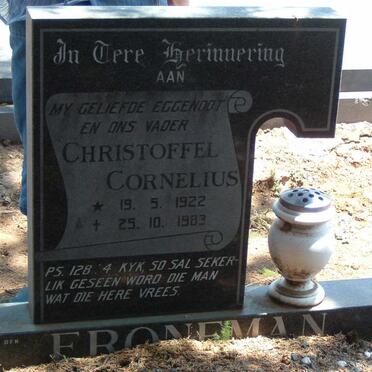 In Tere Herinnering
AAN
MY GELIEFDE EGGENOOT
EN ONS VADER
CHRISTOFFEL
CORNELIUS
* 19. 5. 1922
+ 25. 10. 1983
PS. 128 : 4 KYK, SO SAL SEKER-
LIK GESEEN WORD DIE MAN
WAT DIE HERE VREES.
FRONEMAN